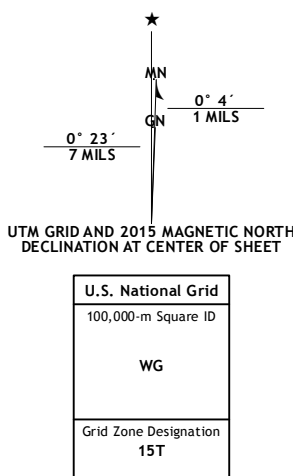 ★
MN
GN
0° 4´
1 MILS
0° 23´
7 MILS
UTM GRID AND 2015 MAGNETIC NORTH
DECLINATION AT CENTER OF SHEET
U.S. National Grid
100,000-m Square ID
WG
Grid Zone Designation
15T